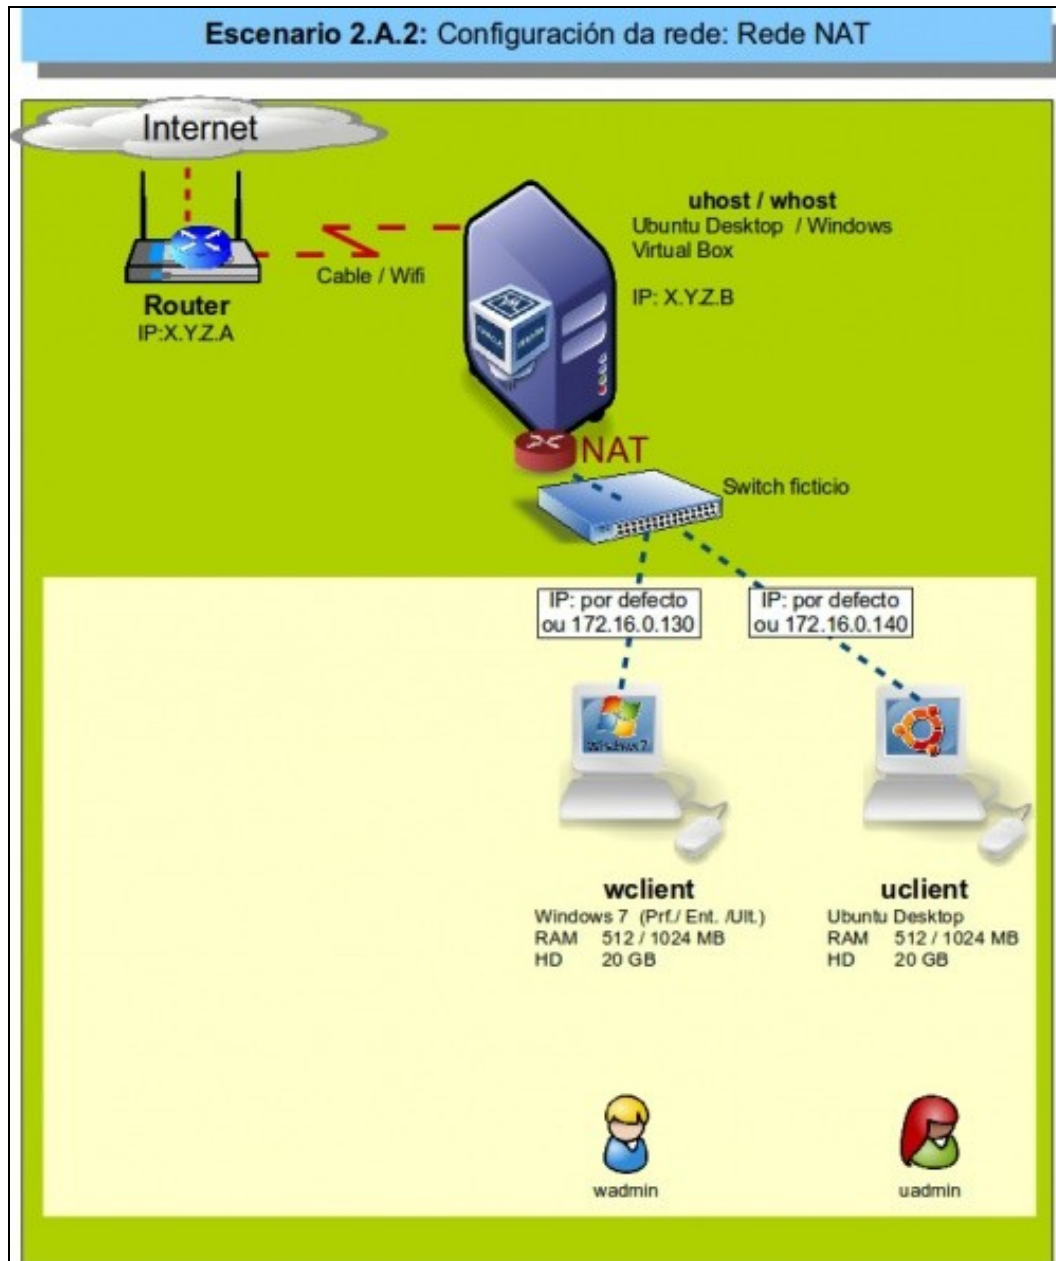 Escenario 2.A.2: Configuración da rede: Rede NAT
Internet
Cable / Wifi
Router
IP:X.Y.Z.A
uhost / whost
Ubuntu Desktop / Windows
Virtual Box
IP: X.Y.Z.B
NAT
Switch ficticio
IP: por defecto
ou 172.16.0.130
IP: por defecto
ou 172.16.0.140
Windows 7
wclient
Windows 7 (Prf./ Ent. /Ult.)
RAM 512 / 1024 MB
HD 20 GB
uclient
Ubuntu Desktop
RAM 512 / 1024 MB
HD 20 GB
wadmin
uadmin